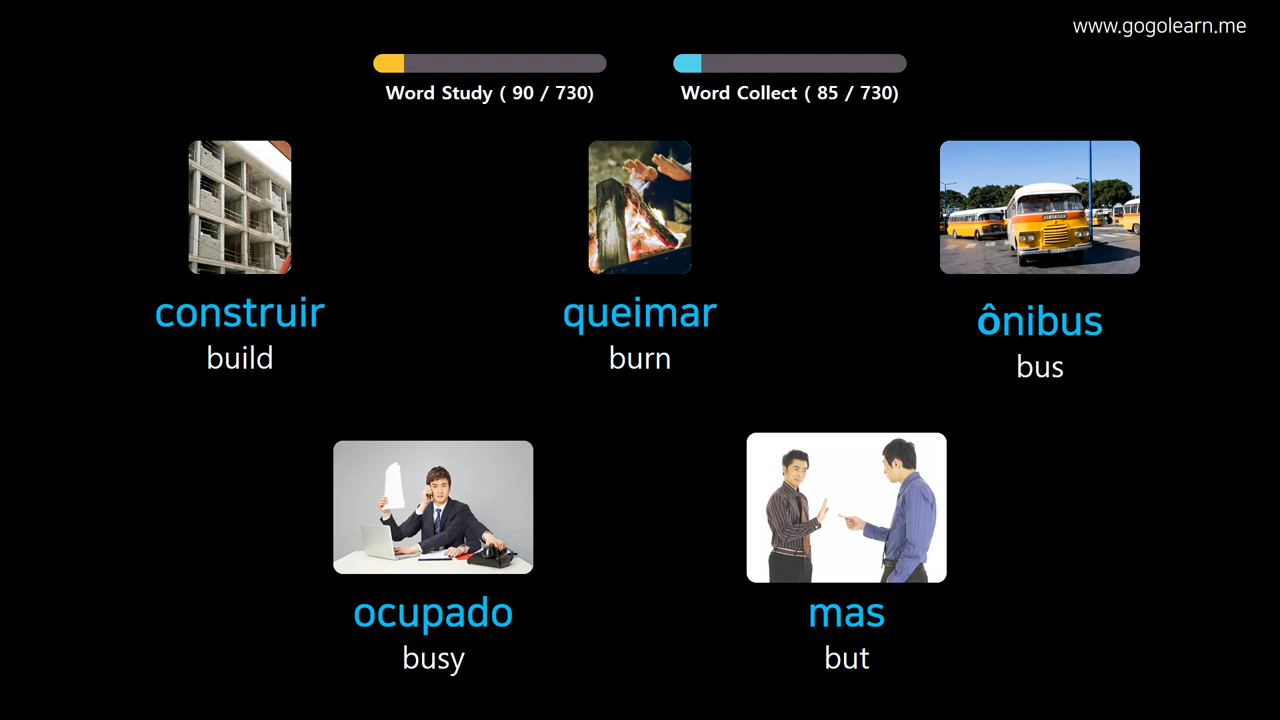 www.gogolearn.me
Word Study ( 90 / 730)
Word Collect ( 85 / 730)
construir
build
queimar
burn
ônibus
bus
ocupado
busy
mas
but